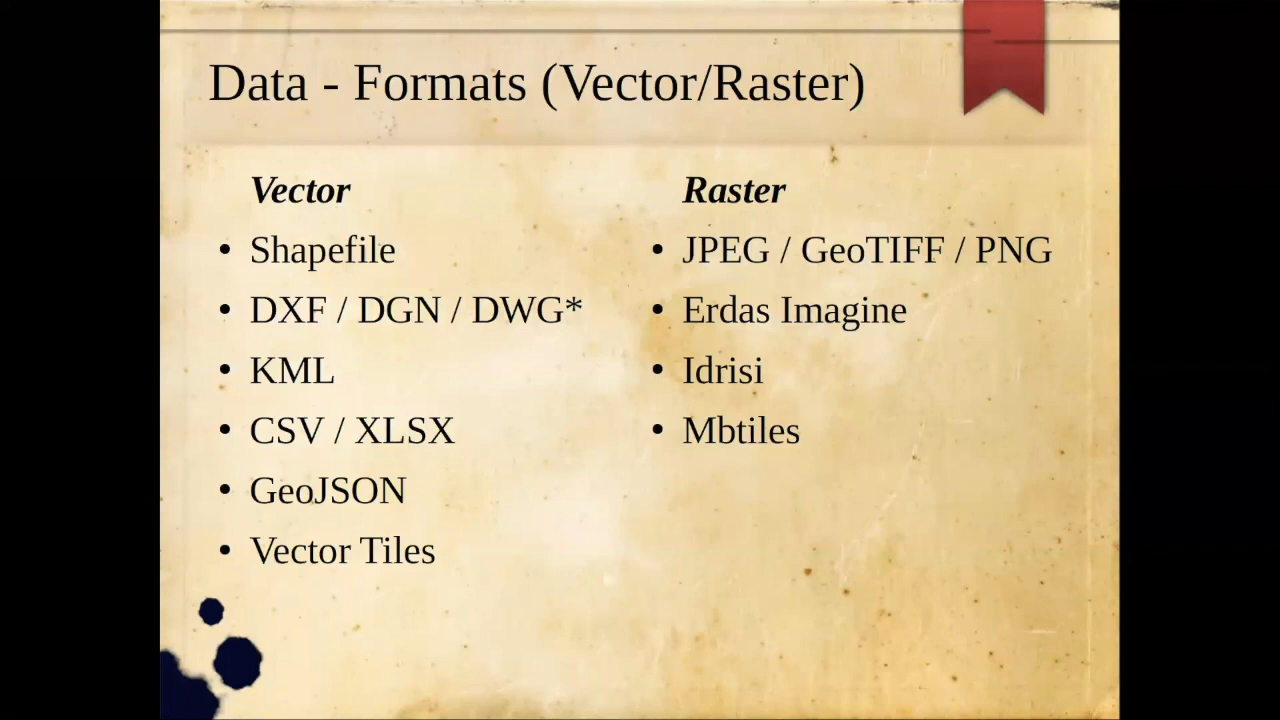 Data - Formats (Vector/Raster)
Vector
• Shapefile
• DXF / DGN / DWG*
• KML
• CSV / XLSX
• GeoJSON
• Vector Tiles
Raster
• JPEG / GeoTIFF / PNG
• Erdas Imagine
• Idrisi
• Mbtiles